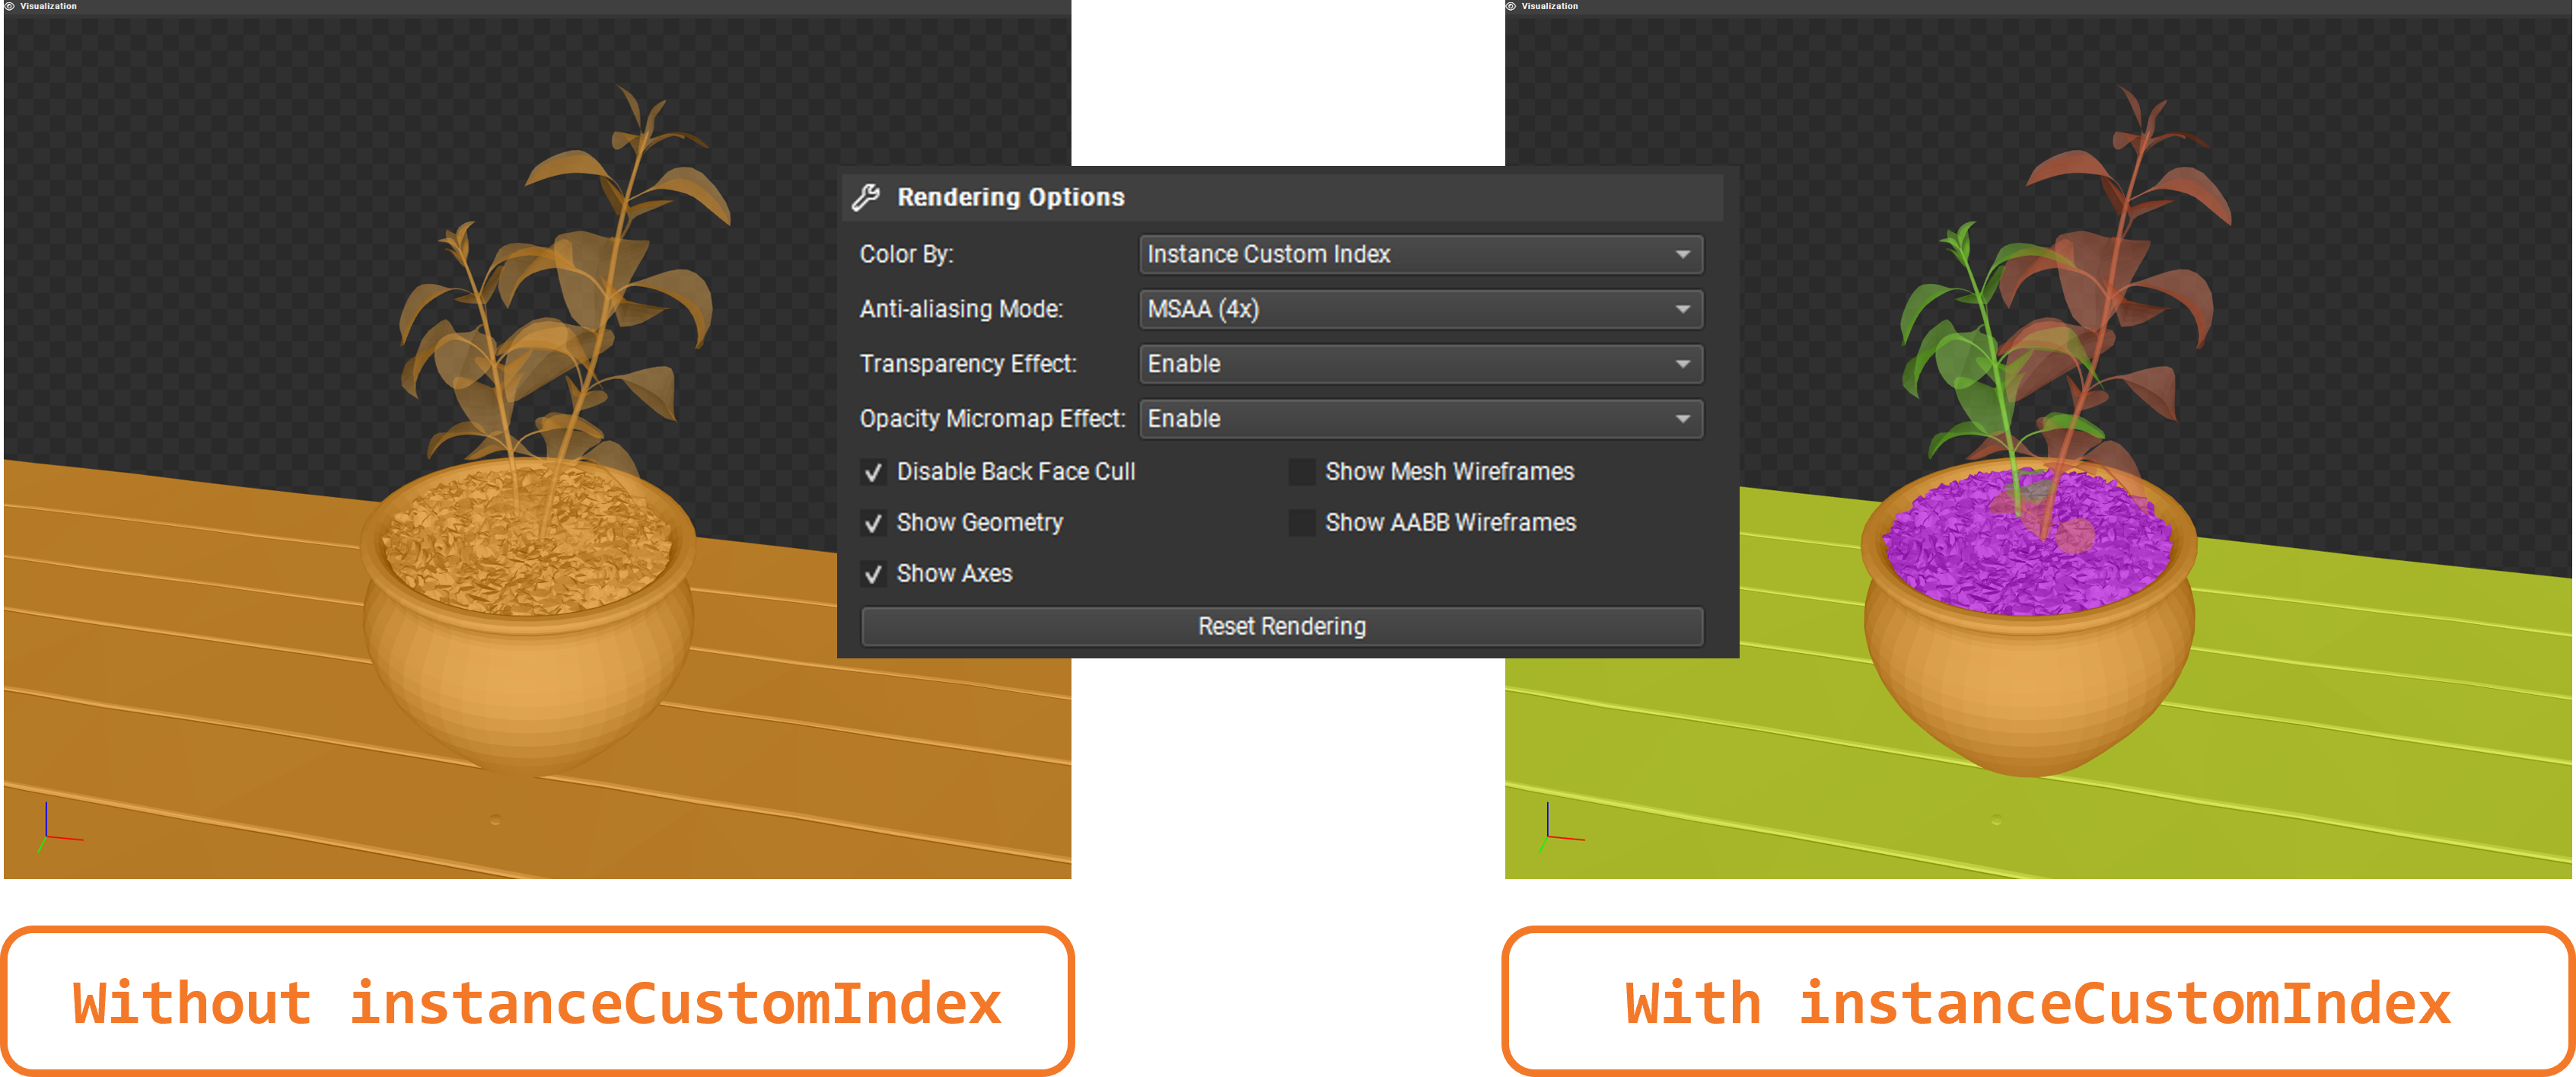 Visualization
Visualization
Rendering Options
Color By: Instance Custom Index
Anti-aliasing Mode: MSAA (4x)
Transparency Effect: Enable
Opacity Micromap Effect: Enable
Disable Back Face Cull Show Mesh Wireframes
Show Geometry Show AABB Wireframes
Show Axes
Reset Rendering
Without instanceCustomIndex
With instanceCustomIndex